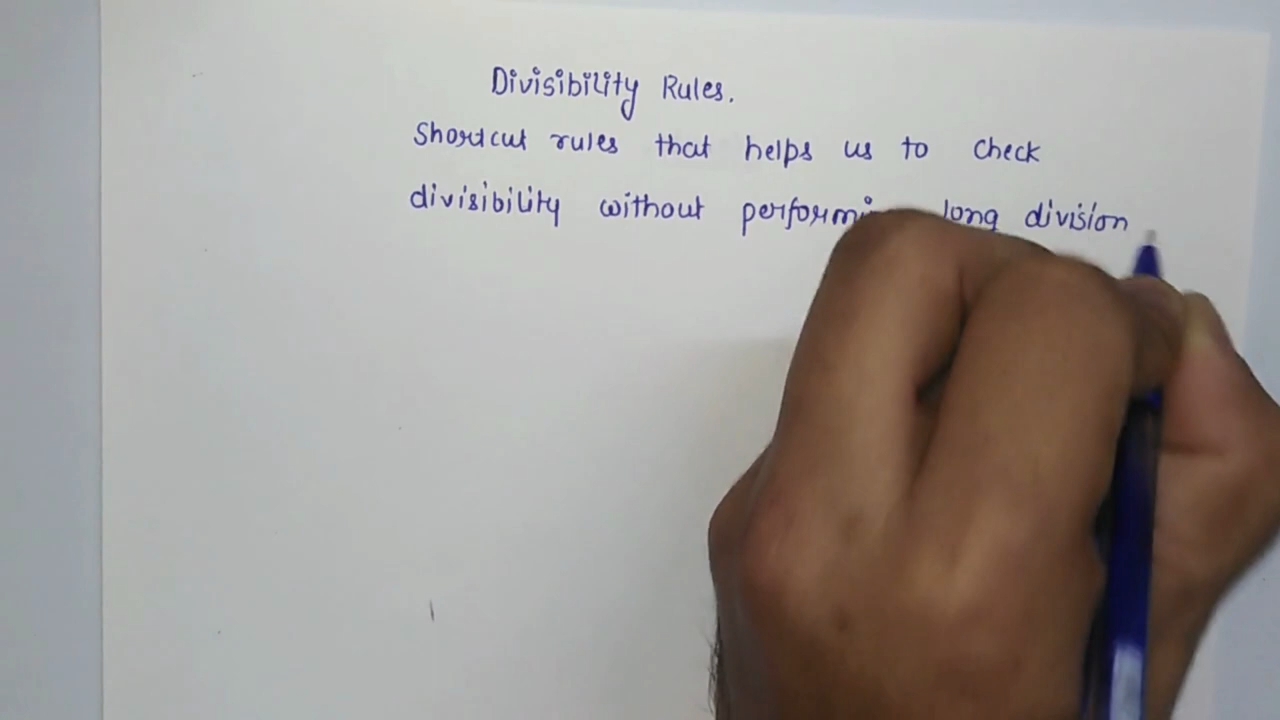 Divisibility Rules.
Shortcut rules that helps us to check
divisibility without long division